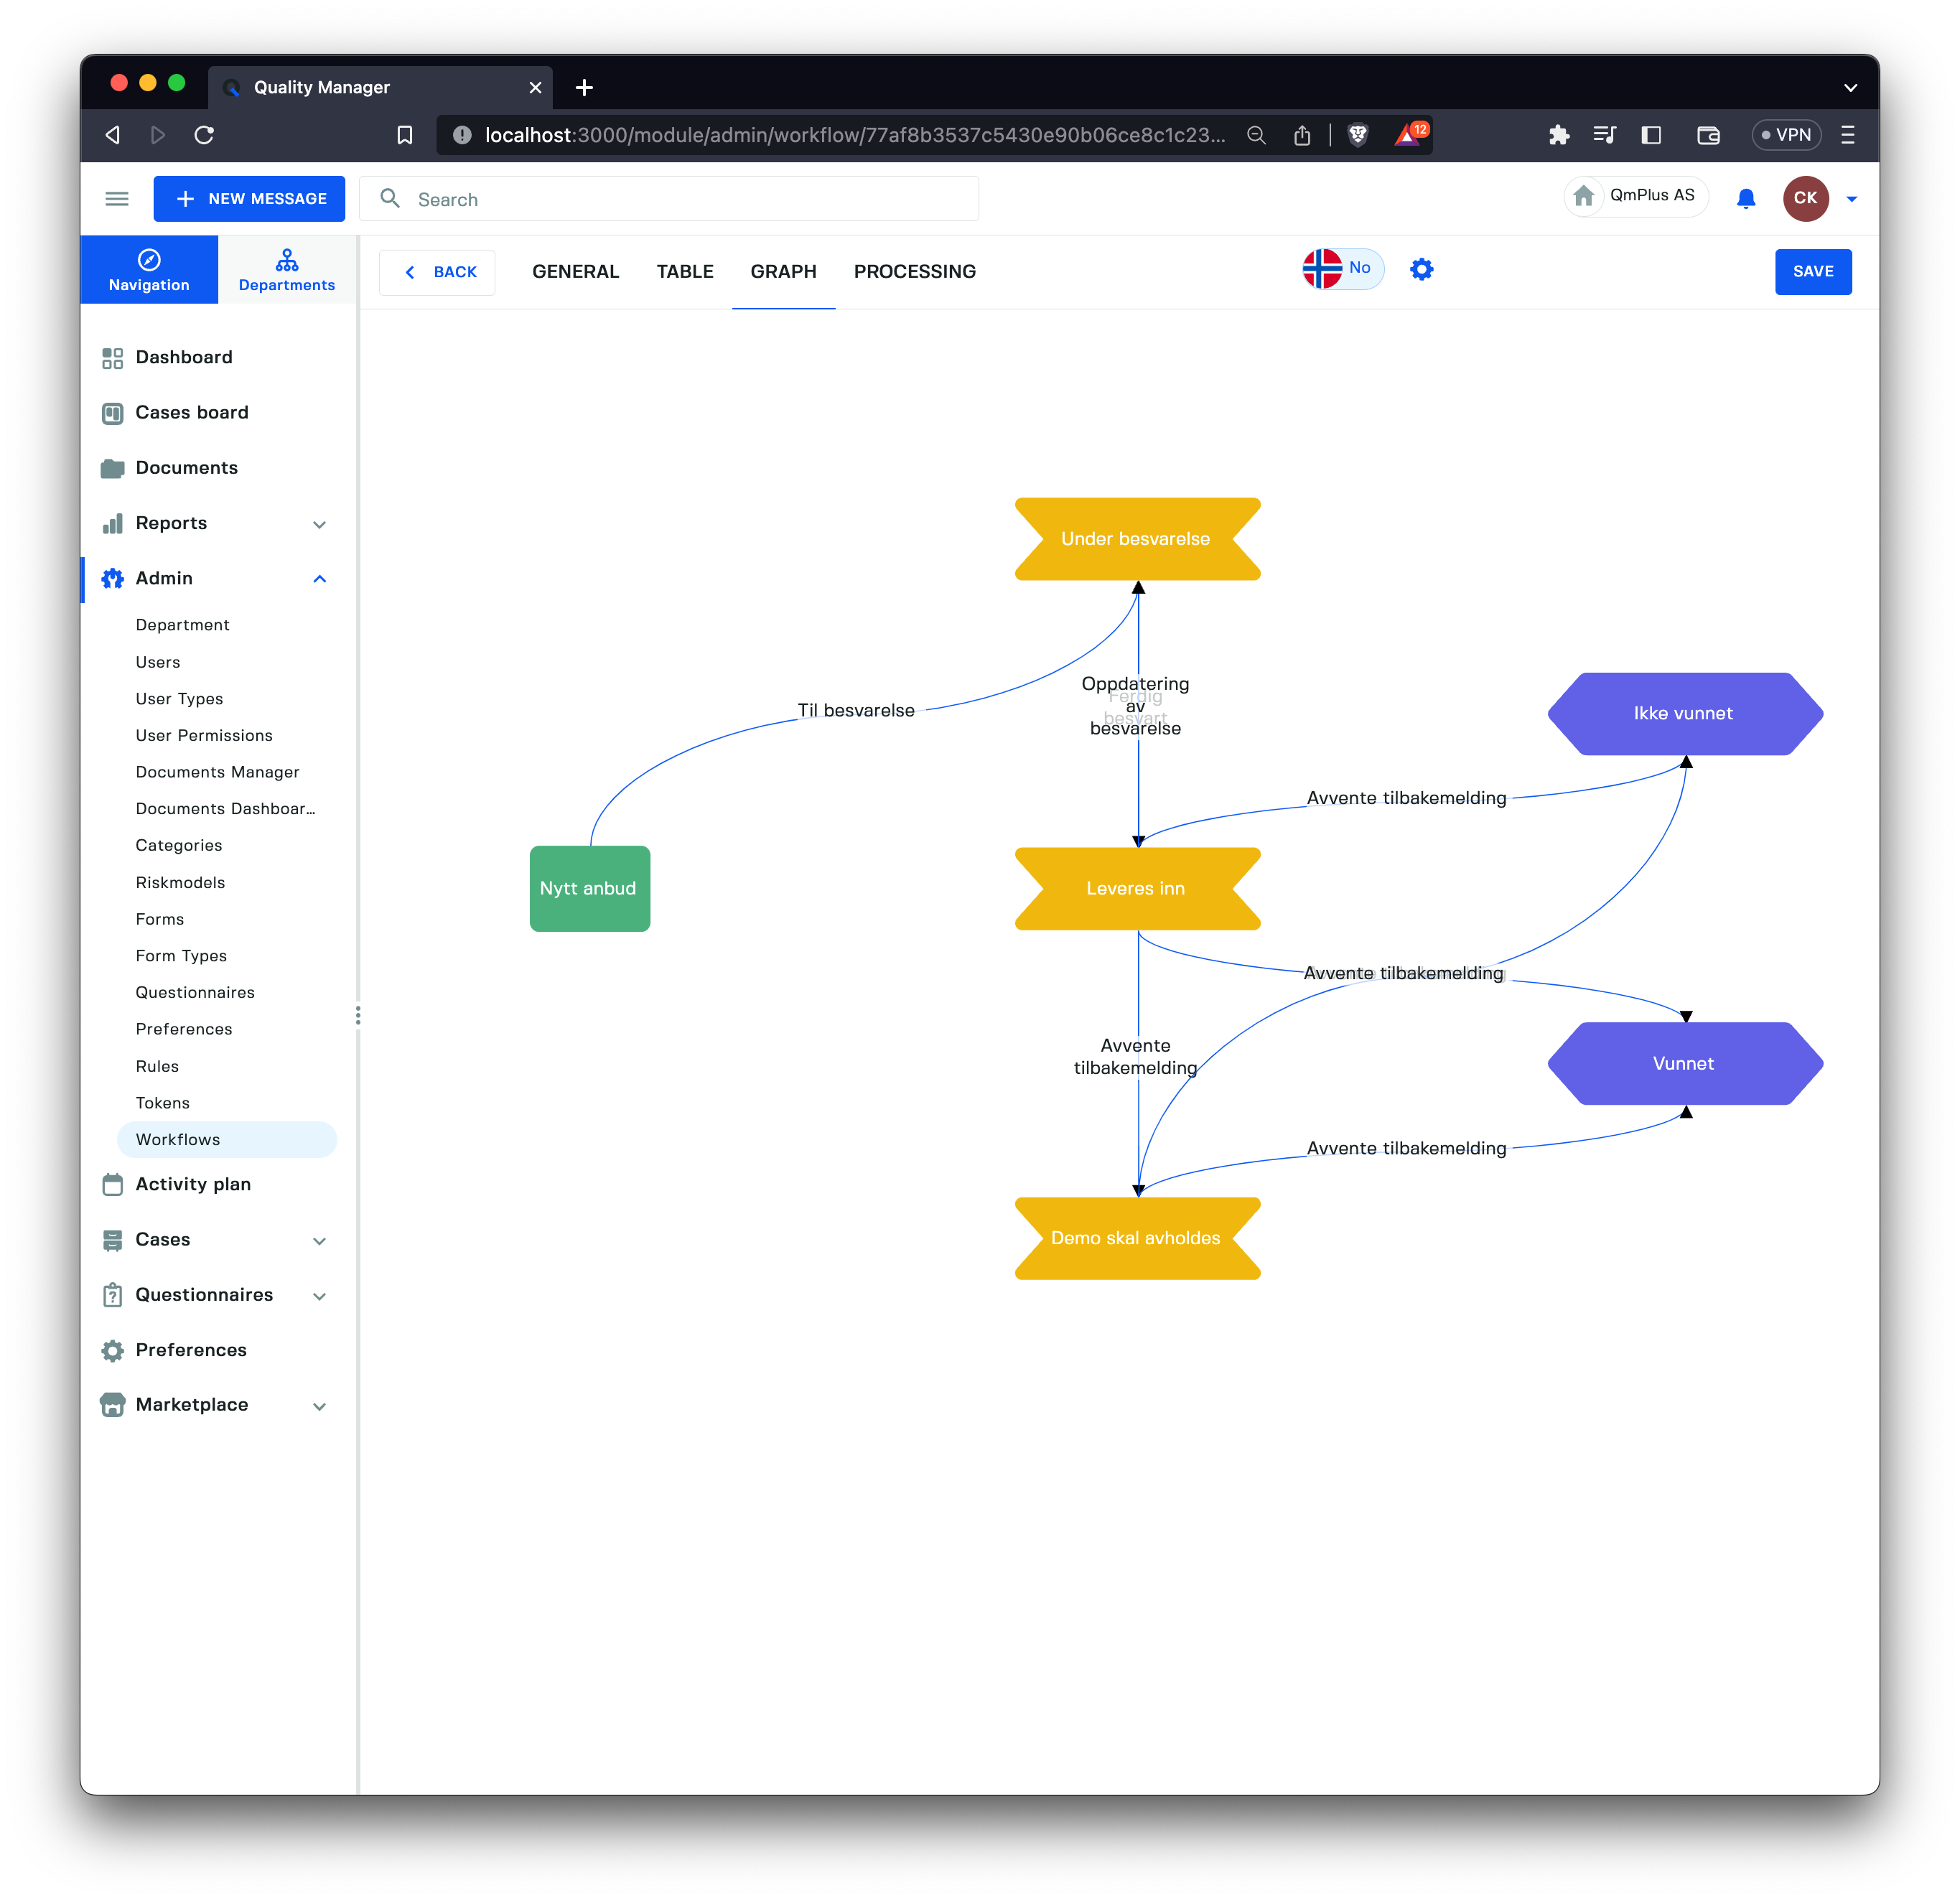 Quality Manager
localhost:3000/module/admin/workflow/77af8b3537c5430e90b06ce8c1c23...
12
VPN
NEW MESSAGE
Search
QmPlus AS
CK
Navigation
Departments
BACK
GENERAL
TABLE
GRAPH
PROCESSING
No
SAVE
Dashboard
Cases board
Documents
Reports
Admin
Department
Users
User Types
User Permissions
Documents Manager
Documents Dashboar...
Categories
Riskmodels
Forms
Form Types
Questionnaires
Preferences
Rules
Tokens
Workflows
Activity plan
Cases
Questionnaires
Preferences
Marketplace
Under besvarelse
Til besvarelse
Oppdatering
av
besvarelse
Ferdig
besvart
Ikke vunnet
Avvente tilbakemelding
Nytt anbud
Leveres inn
Avvente tilbakemelding
Avvente
tilbakemelding
Vunnet
Avvente tilbakemelding
Demo skal avholdes